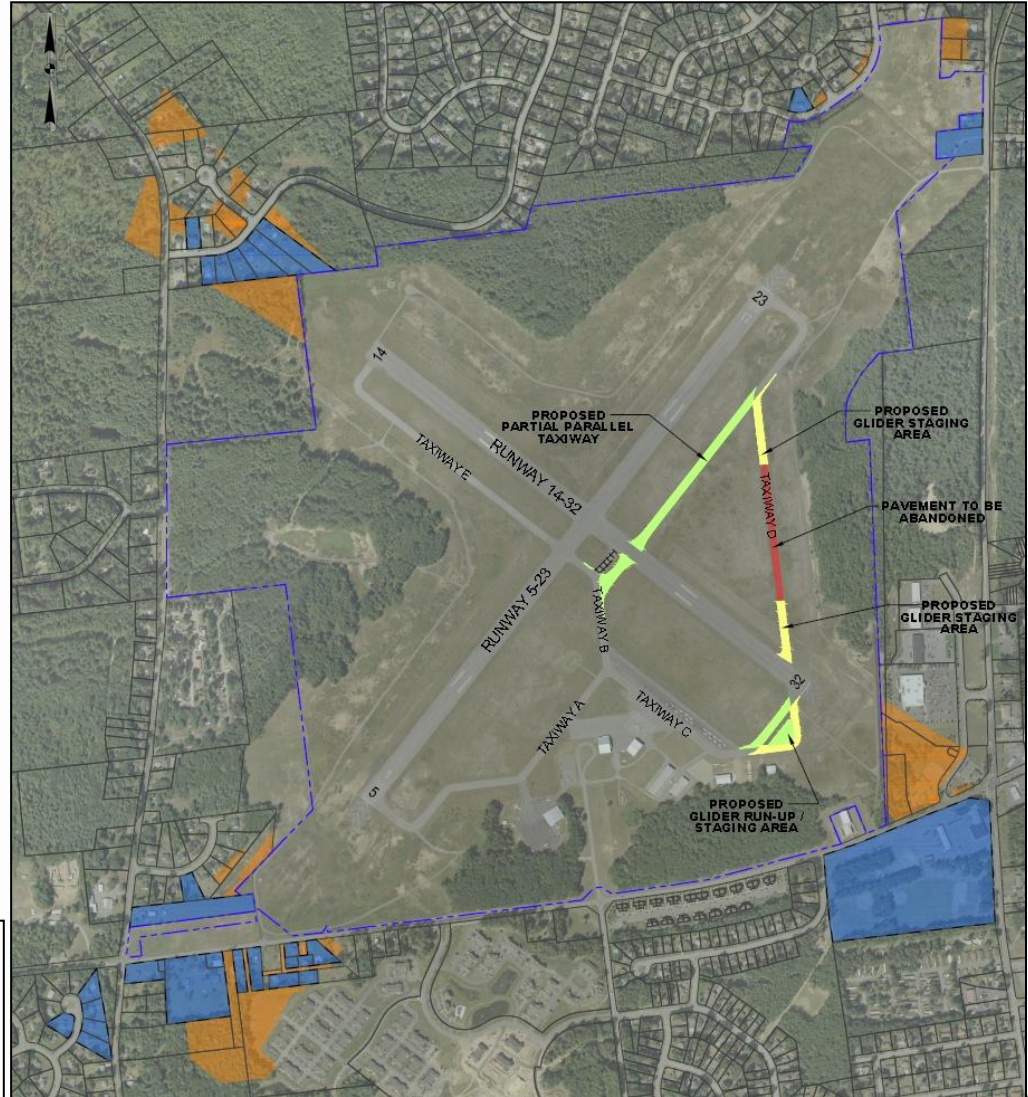 23
14
PROPOSED
PARTIAL PARALLEL
TAXIWAY
PROPOSED
GLIDER STAGING
AREA
TAXIWAY E
RUNWAY 14-32
TAXIWAY D
PAVEMENT TO BE
ABANDONED
RUNWAY 5-23
TAXIWAY B
PROPOSED
GLIDER STAGING
AREA
32
TAXIWAY A
TAXIWAY C
5
PROPOSED
GLIDER RUN-UP /
STAGING AREA